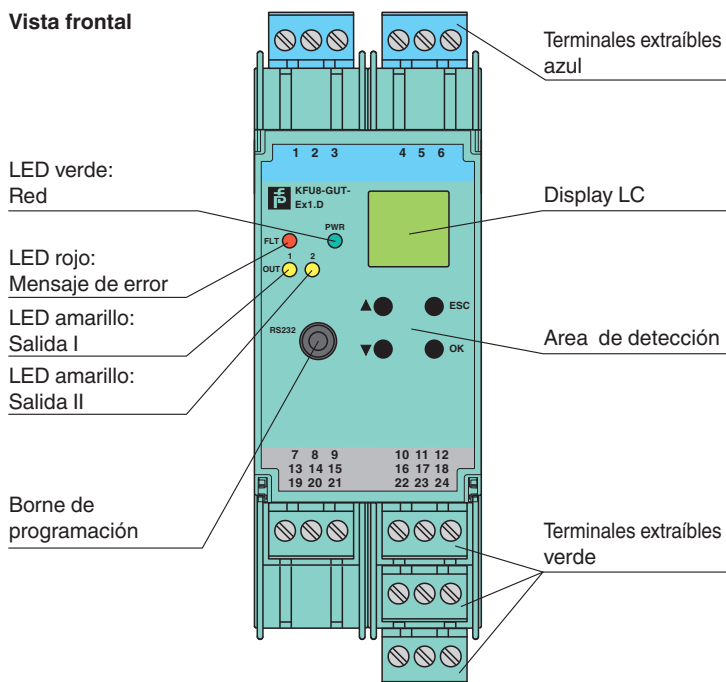 Vista frontal
Terminales extraíbles
azul
1 2 3
4 5 6
LED verde:
Red
KFU8-GUT-
Ex1.D
Display LC
PWR
FLT
1 2
OUT
LED rojo:
Mensaje de error
LED amarillo:
Salida I
LED amarillo:
Salida II
▲
ESC
RS232
▼
OK
Area de detección
7 8 9
13 14 15
19 20 21
10 11 12
16 17 18
22 23 24
Borne de
programación
Terminales extraíbles
verde